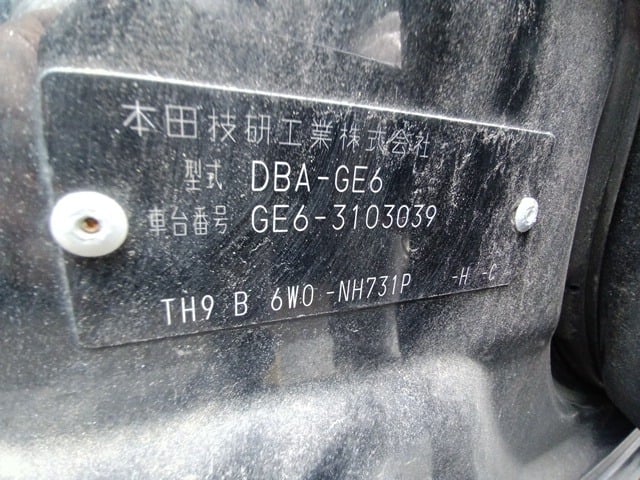 本田技研工業株式会社
型式 DBA-GE6
車台番号 GE6-3103039
TH9 B 6W0 -NH731P -H -C